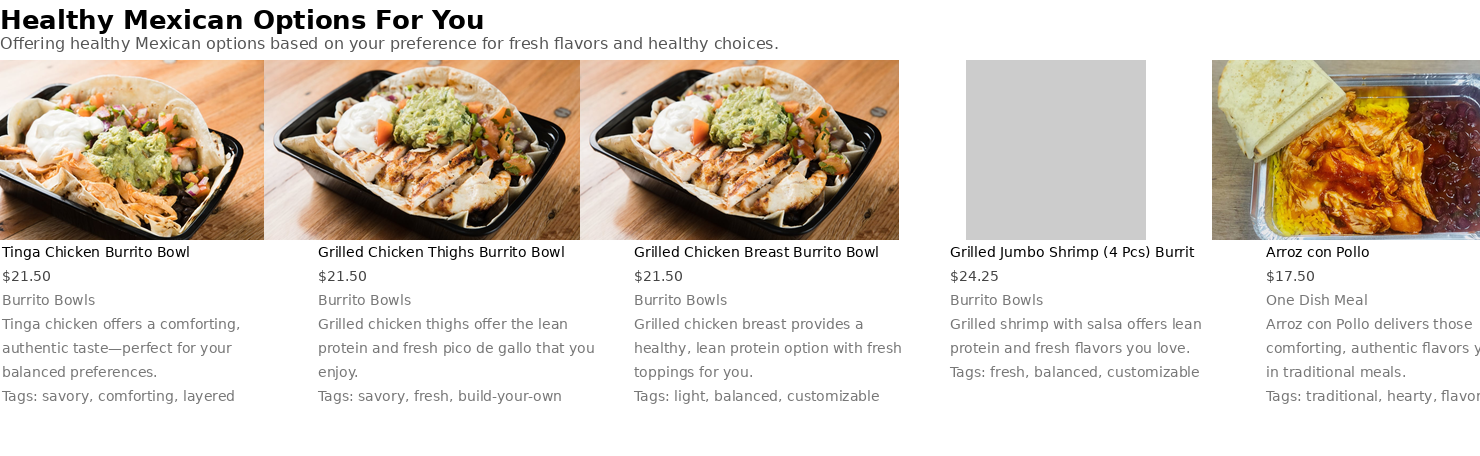 Healthy Mexican Options For You
Offering healthy Mexican options based on your preference for fresh flavors and healthy choices.
Tinga Chicken Burrito Bowl
$21.50
Burrito Bowls
Tinga chicken offers a comforting,
authentic taste—perfect for your
balanced preferences.
Tags: savory, comforting, layered
Grilled Chicken Thighs Burrito Bowl
$21.50
Burrito Bowls
Grilled chicken thighs offer the lean
protein and fresh pico de gallo that you
enjoy.
Tags: savory, fresh, build-your-own
Grilled Chicken Breast Burrito Bowl
$21.50
Burrito Bowls
Grilled chicken breast provides a
healthy, lean protein option with fresh
toppings for you.
Tags: light, balanced, customizable
Grilled Jumbo Shrimp (4 Pcs) Burrit
$24.25
Burrito Bowls
Grilled shrimp with salsa offers lean
protein and fresh flavors you love.
Tags: fresh, balanced, customizable
Arroz con Pollo
$17.50
One Dish Meal
Arroz con Pollo delivers those
comforting, authentic flavors
in traditional meals.
Tags: traditional, hearty,